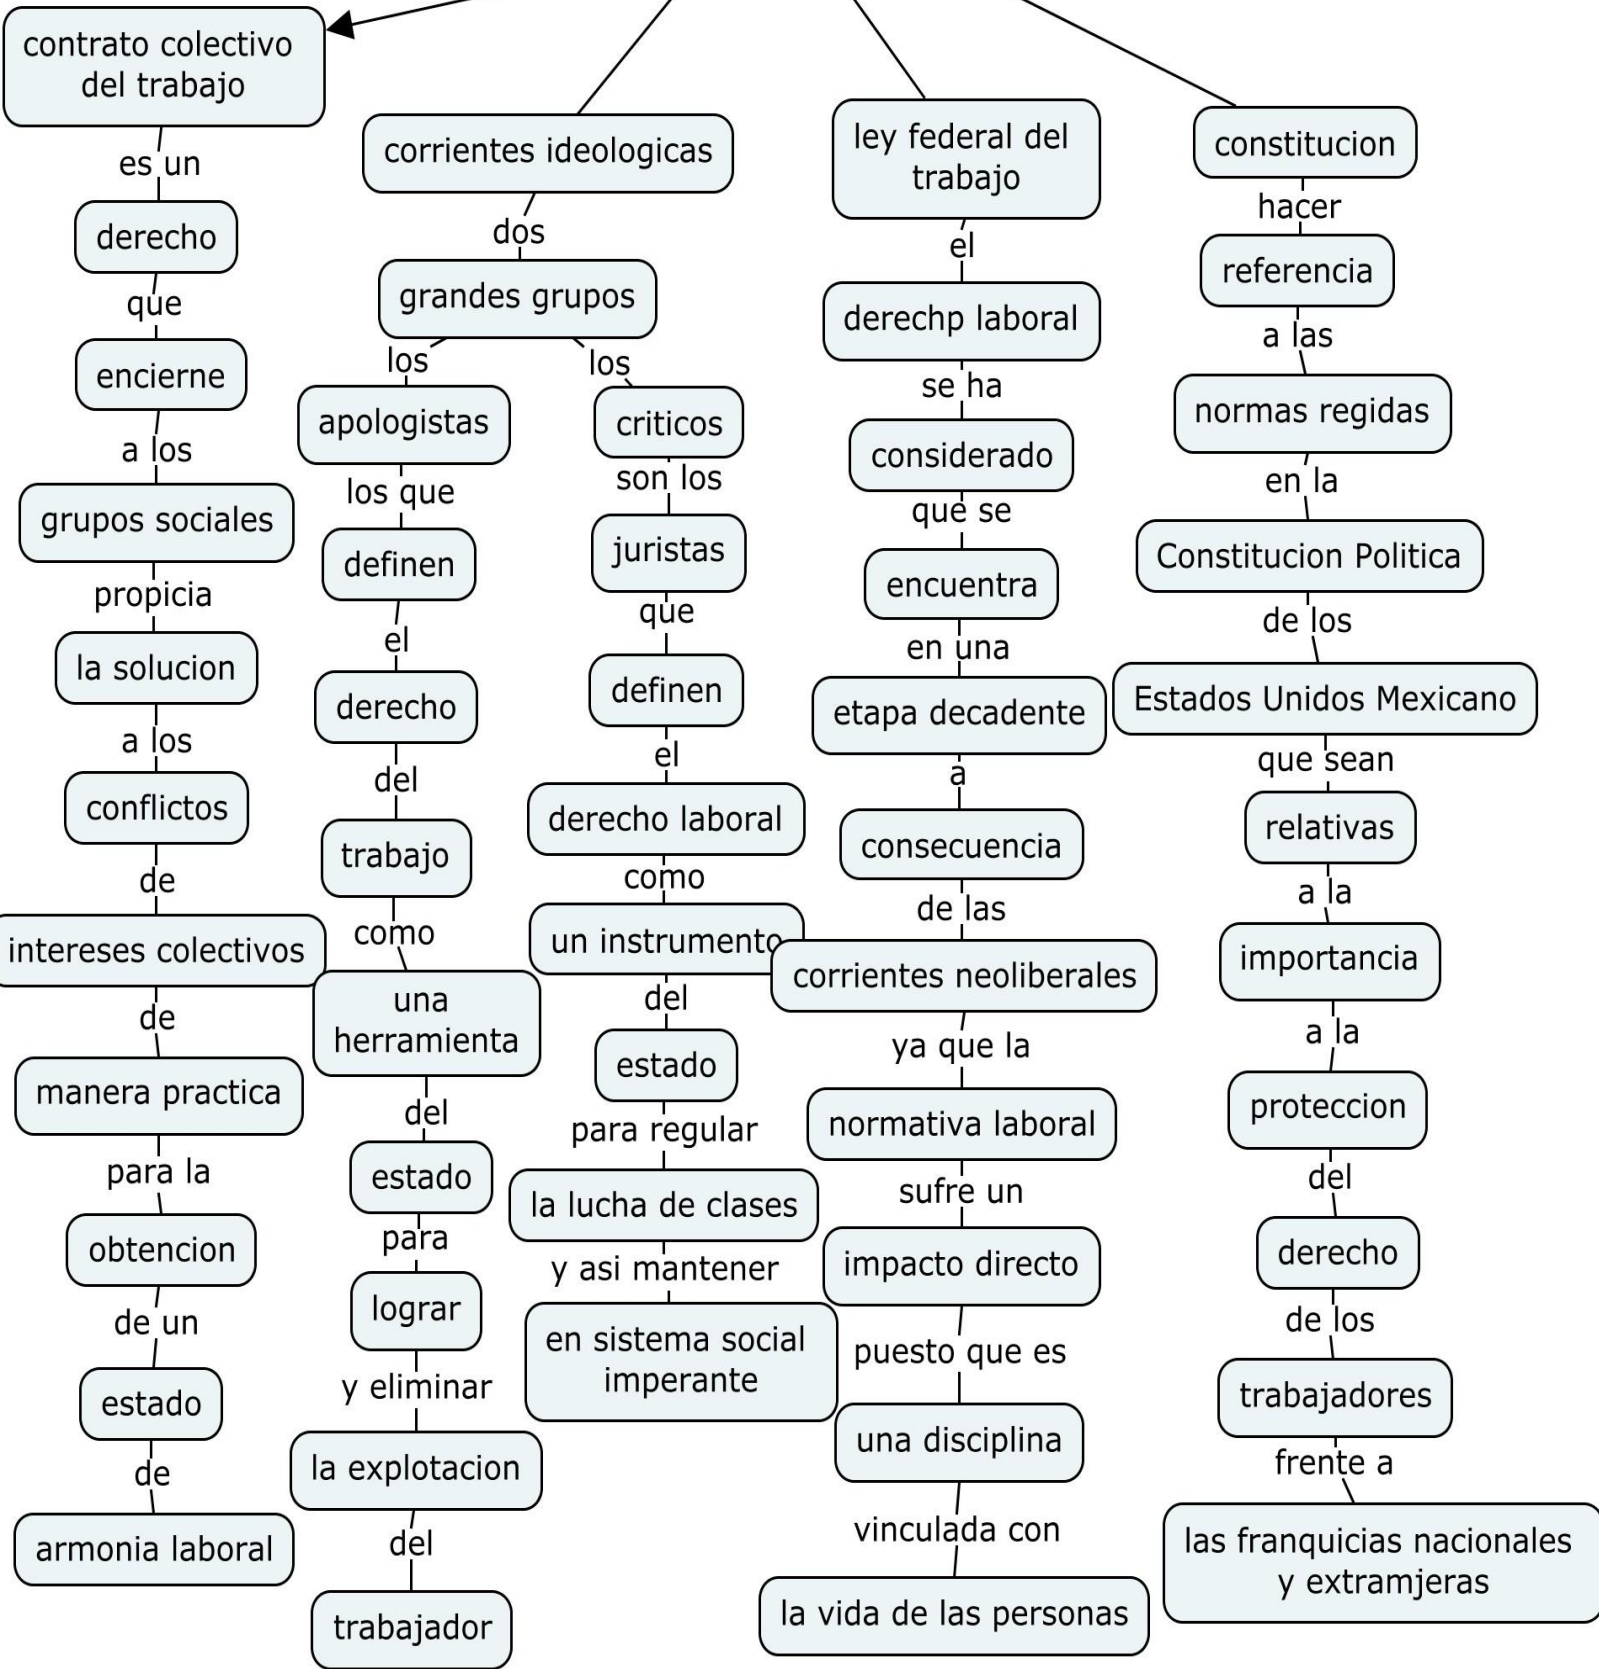 contrato colectivo
del trabajo
es un
derecho
que
encierne
a los
grupos sociales
propicia
la solucion
a los
conflictos
de
intereses colectivos
de
manera practica
para la
obtencion
de un
estado
de
armonia laboral
corrientes ideologicas
dos
grandes grupos
los
apologistas
los que
definen
el
derecho
del
trabajo
como
una
herramienta
del
estado
para
lograr
y eliminar
la explotacion
del
trabajador
los
criticos
son los
juristas
que
definen
el
derecho laboral
como
un instrumento
del
estado
para regular
la lucha de clases
y asi mantener
en sistema social
imperante
ley federal del
trabajo
el
derechp laboral
se ha
considerado
que se
encuentra
en una
etapa decadente
a
consecuencia
de las
corrientes neoliberales
ya que la
normativa laboral
sufre un
impacto directo
puesto que es
una disciplina
vinculada con
la vida de las personas
constitucion
hacer
referencia
a las
normas regidas
en la
Constitucion Politica
de los
Estados Unidos Mexicano
que sean
relativas
a la
importancia
a la
proteccion
del
derecho
de los
trabajadores
frente a
las franquicias nacionales
y extramjeras